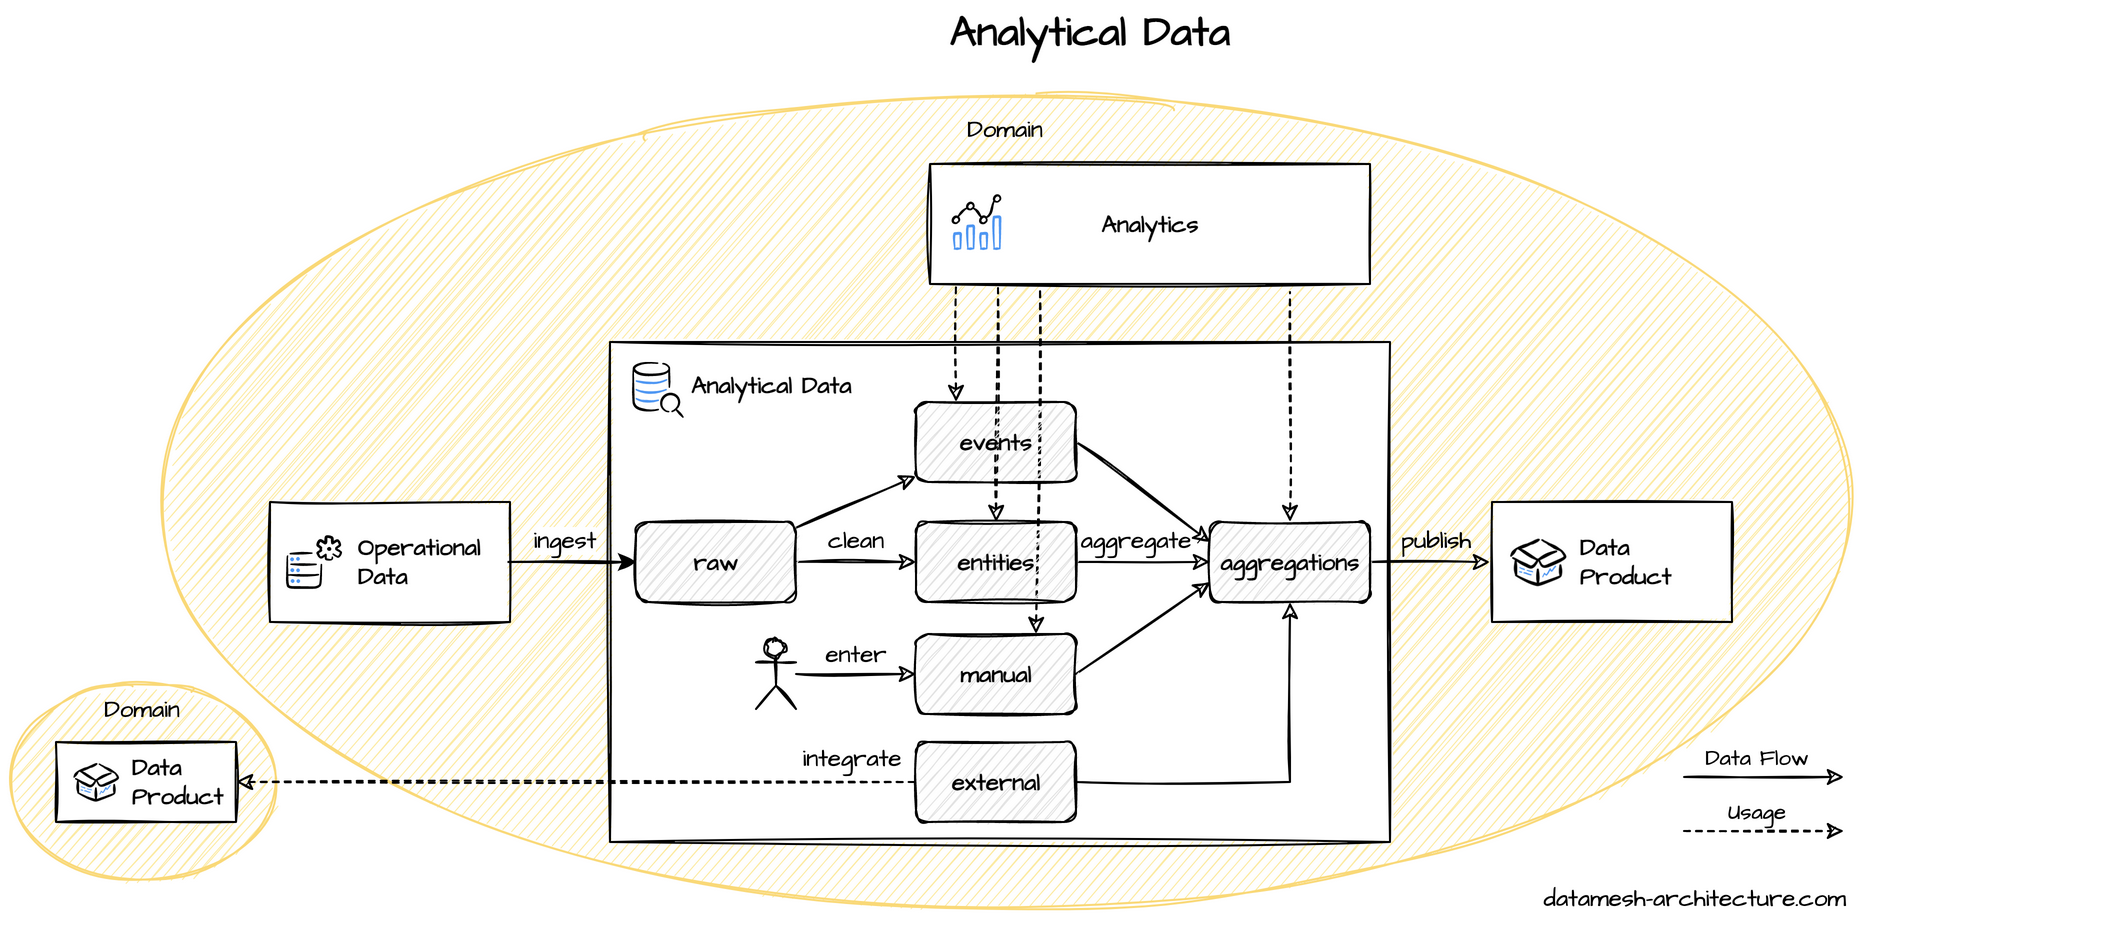 Analytical Data
Domain
Analytics
Analytical Data
events
Operational
Data
ingest
raw
clean
entities
aggregate
aggregations
publish
Data
Product
enter
manual
Domain
Data
Product
integrate
external
Data Flow
Usage
datamesh-architecture.com